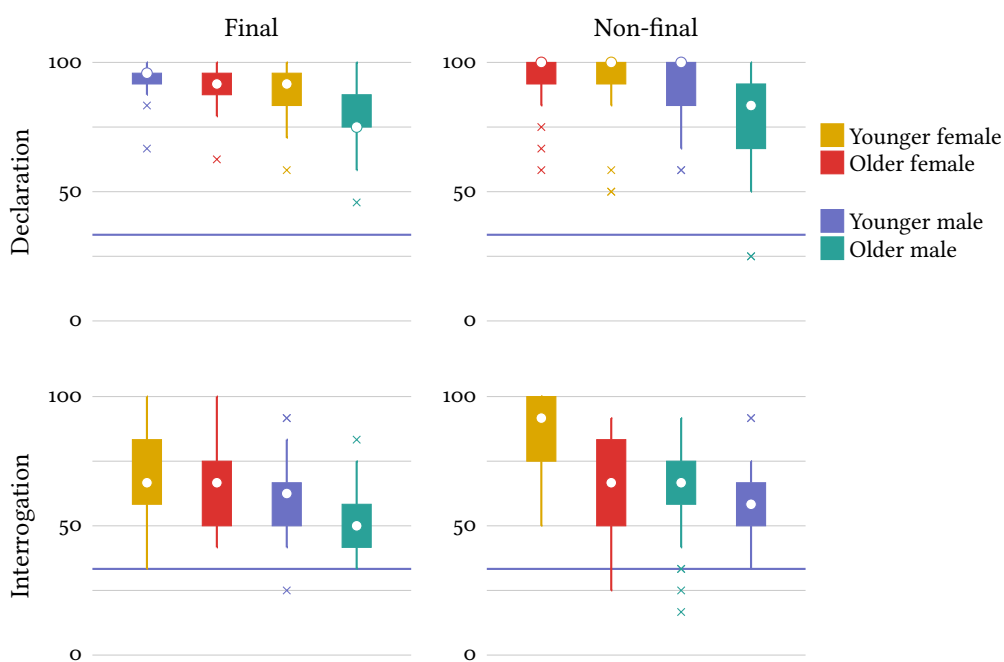 Final
Non-final
Declaration
100
50
0
100
50
0
Younger female
Older female
Younger male
Older male
Interrogation
100
50
0
100
50
0